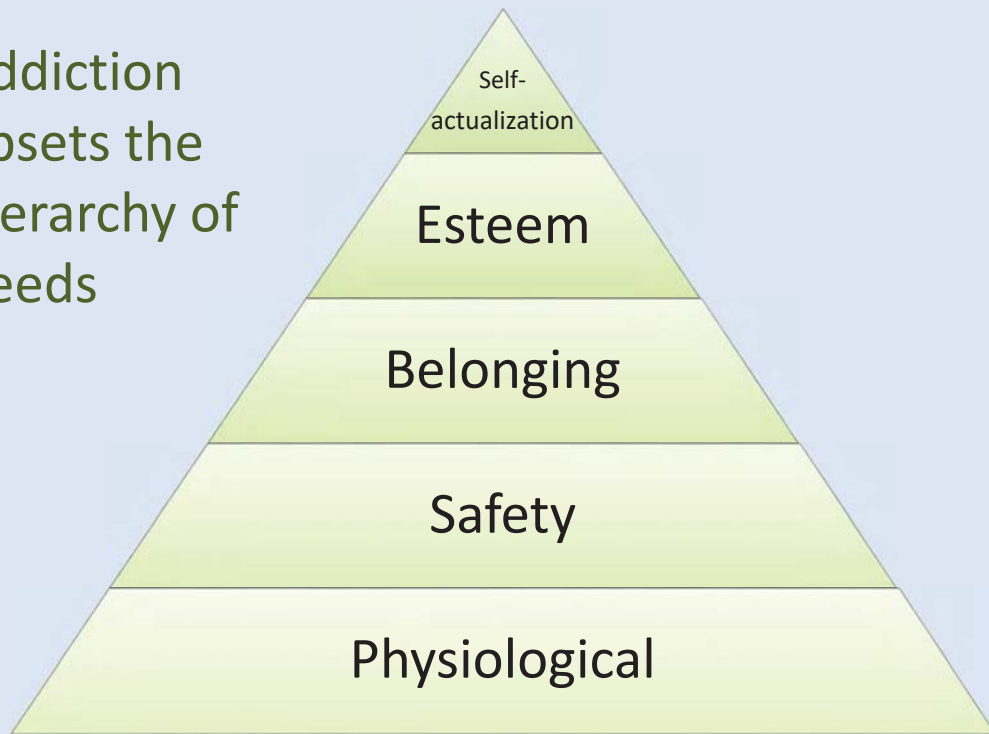 ddiction
psets the
erarchy of
eeds
Self-
actualization
Esteem
Belonging
Safety
Physiological